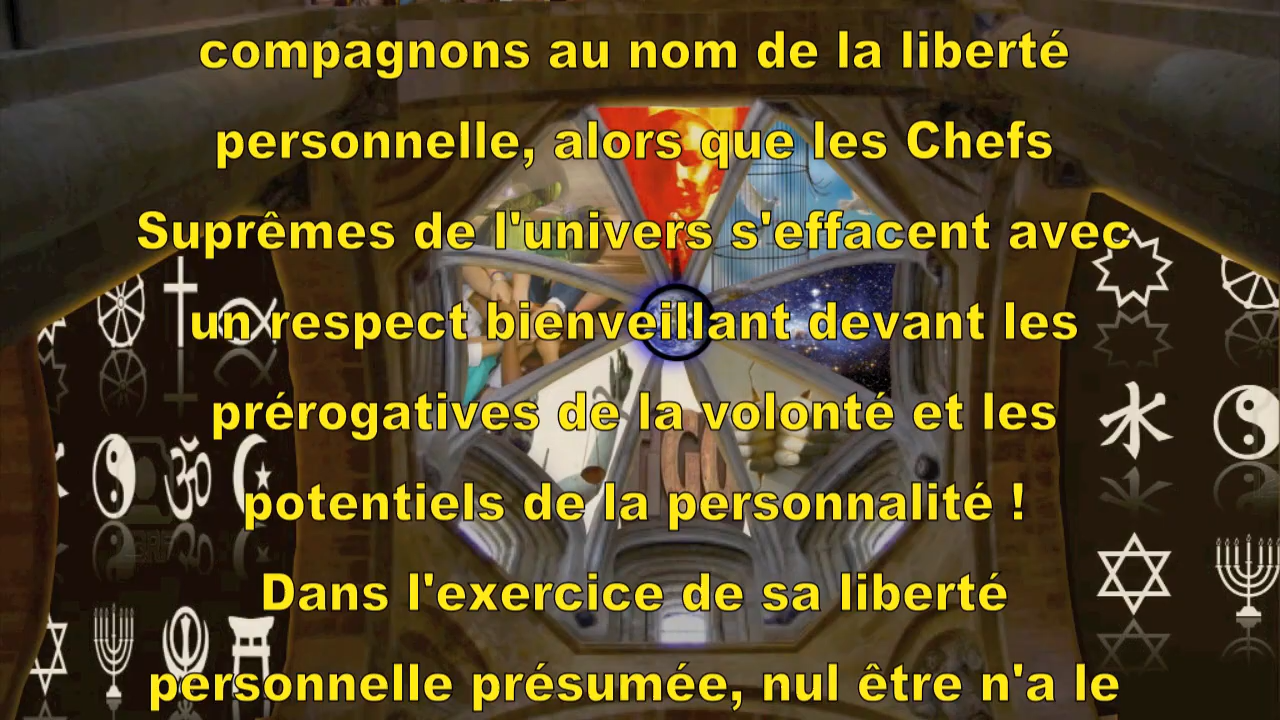 compagnons au nom de la liberté
personnelle, alors que les Chefs
Suprêmes de l'univers s'effacent avec
un respect bienveillant devant les
prérogatives de la volonté et les
potentiels de la personnalité !
Dans l'exercice de sa liberté
personnelle présumée, nul être n'a le
EGO